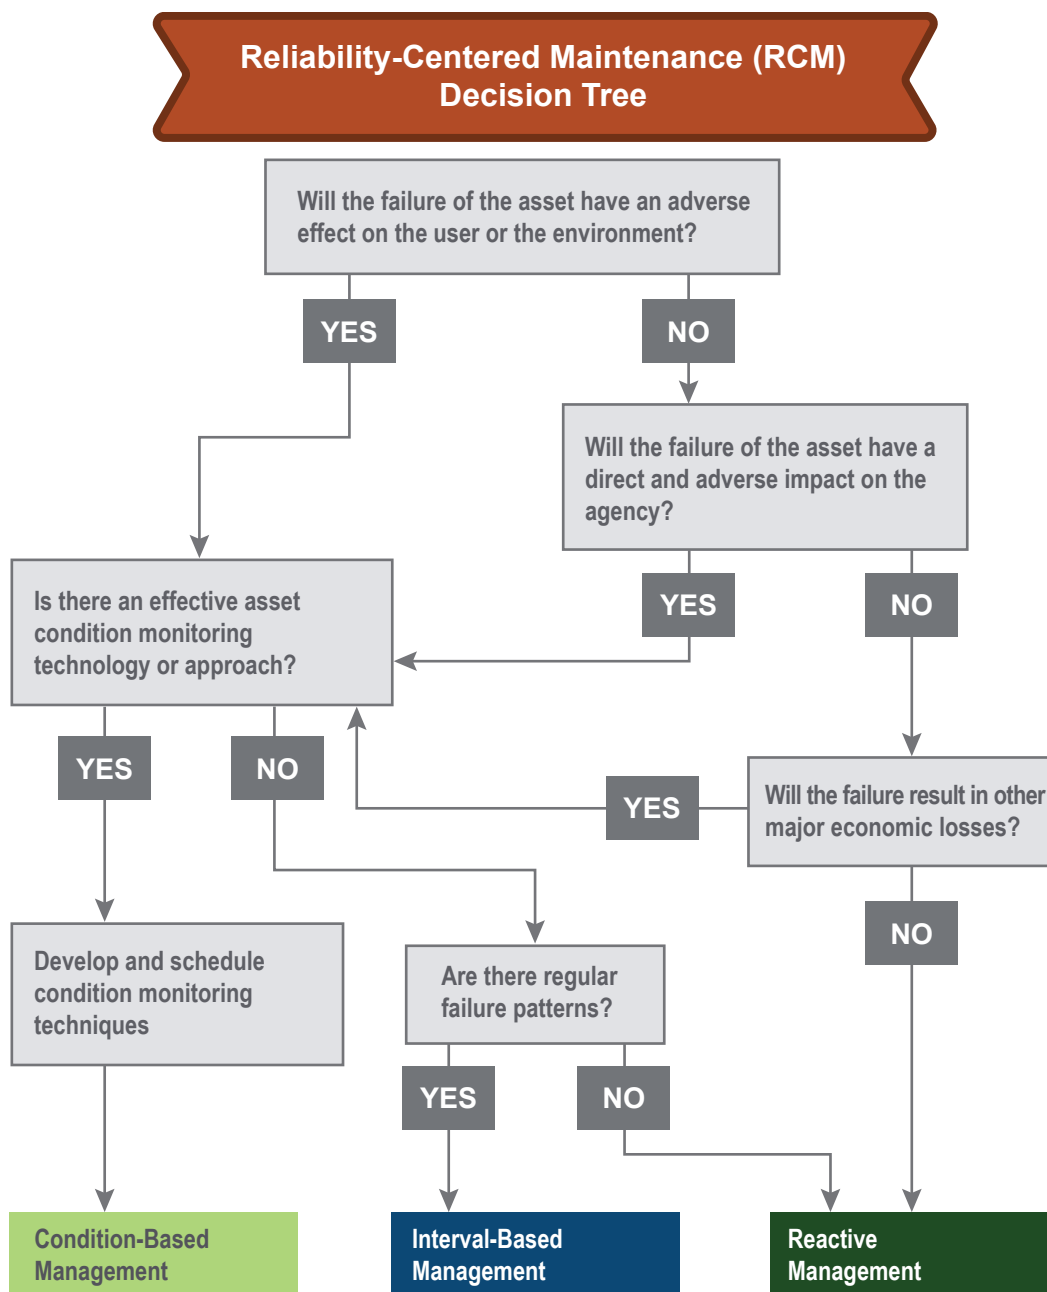 Reliability-Centered Maintenance (RCM)
Decision Tree
Will the failure of the asset have an adverse
effect on the user or the environment?
YES
NO
Will the failure of the asset have a
direct and adverse impact on the
agency?
Is there an effective asset
condition monitoring
technology or approach?
YES
NO
YES
NO
YES
Will the failure result in other
major economic losses?
NO
Develop and schedule
condition monitoring
techniques
Are there regular
failure patterns?
YES
NO
Condition-Based
Management
Interval-Based
Management
Reactive
Management